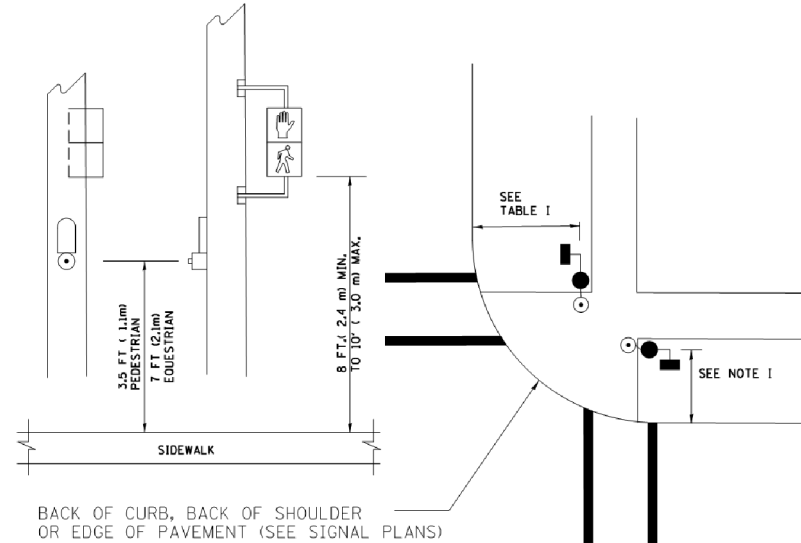 3.5 FT ( 1.1m)
PEDESTRIAN
7 FT (2.1m)
EQUESTRIAN
8 FT.( 2.4 m) MIN.
TO 10' ( 3.0 m) MAX.
SIDEWALK
SEE
TABLE I
SEE NOTE I
BACK OF CURB, BACK OF SHOULDER
OR EDGE OF PAVEMENT (SEE SIGNAL PLANS)